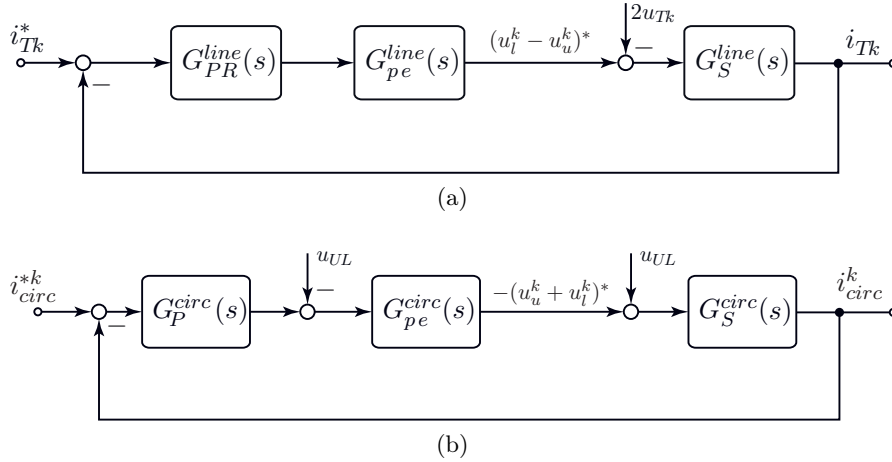 i*_{Tk}
−
G^{line}_{PR}(s)
G^{line}_{pe}(s)
(u^k_l − u^k_u)*
2u_{Tk}
−
G^{line}_S(s)
i_{Tk}
(a)
i^{*k}_{circ}
−
G^{circ}_P(s)
u_{UL}
−
G^{circ}_{pe}(s)
−(u^k_u + u^k_l)*
u_{UL}
G^{circ}_S(s)
i^k_{circ}
(b)